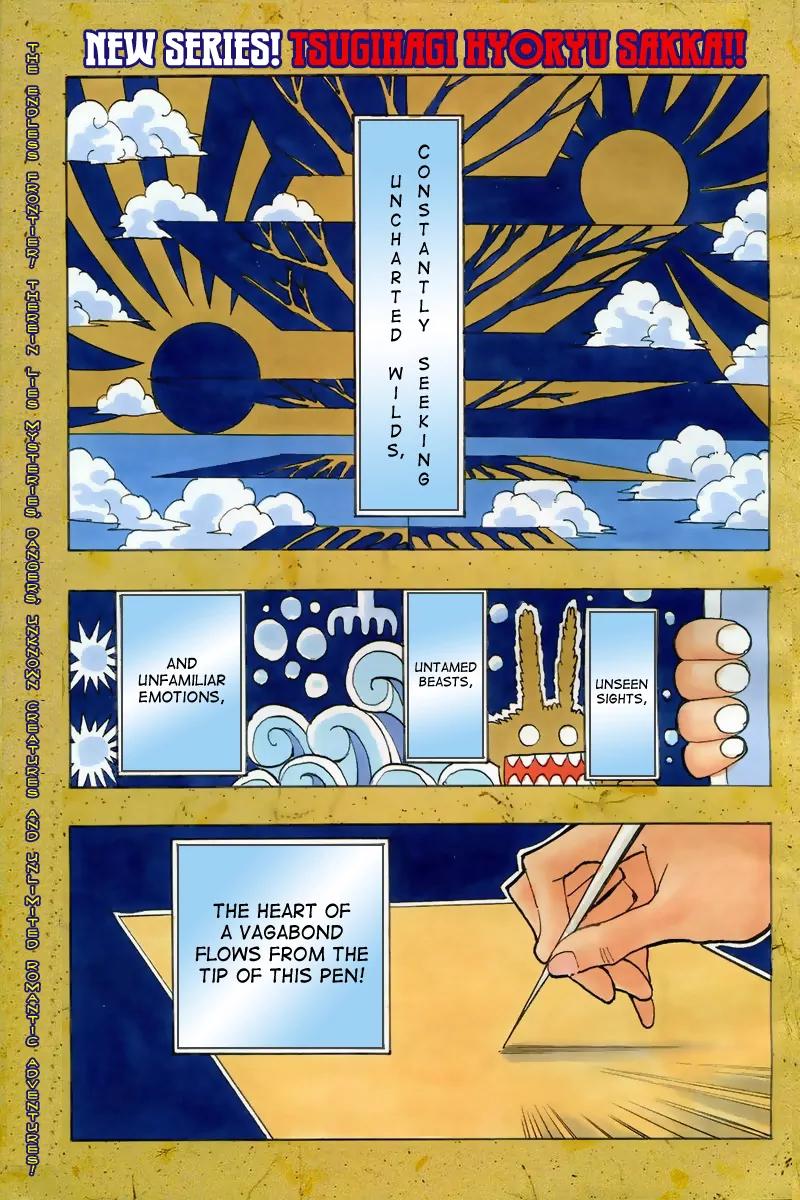 NEW SERIES! TSUGIHAGI HYORYU SAKKA!!
THE ENDLESS FRONTIER! THEREIN LIES MYSTERIES, DANGERS, UNKNOWN CREATURES AND UNLIMITED ROMANTIC ADVENTURES!
CONSTANTLY SEEKING
UNCHARTED WILDS,
UNSEEN
SIGHTS,
UNTAMED
BEASTS,
AND
UNFAMILIAR
EMOTIONS,
THE HEART OF
A VAGABOND
FLOWS FROM THE
TIP OF THIS PEN!